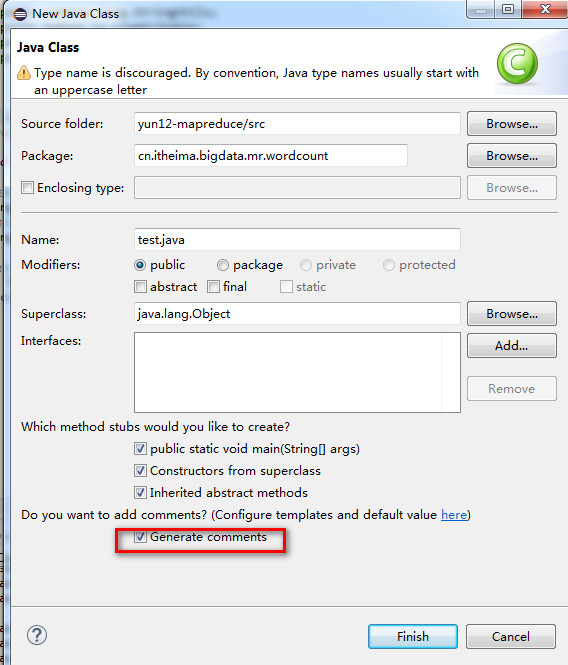 New Java Class
Java Class
Type name is discouraged. By convention, Java type names usually start with
an uppercase letter
Source folder: yun12-mapreduce/src Browse...
Package: cn.itheima.bigdata.mr.wordcount Browse...
Enclosing type: Browse...
Name: test.java
Modifiers: public package private protected
abstract final static
Superclass: java.lang.Object Browse...
Interfaces: Add...
Remove
Which method stubs would you like to create?
public static void main(String[] args)
Constructors from superclass
Inherited abstract methods
Do you want to add comments? (Configure templates and default value here)
Generate comments
? Finish Cancel